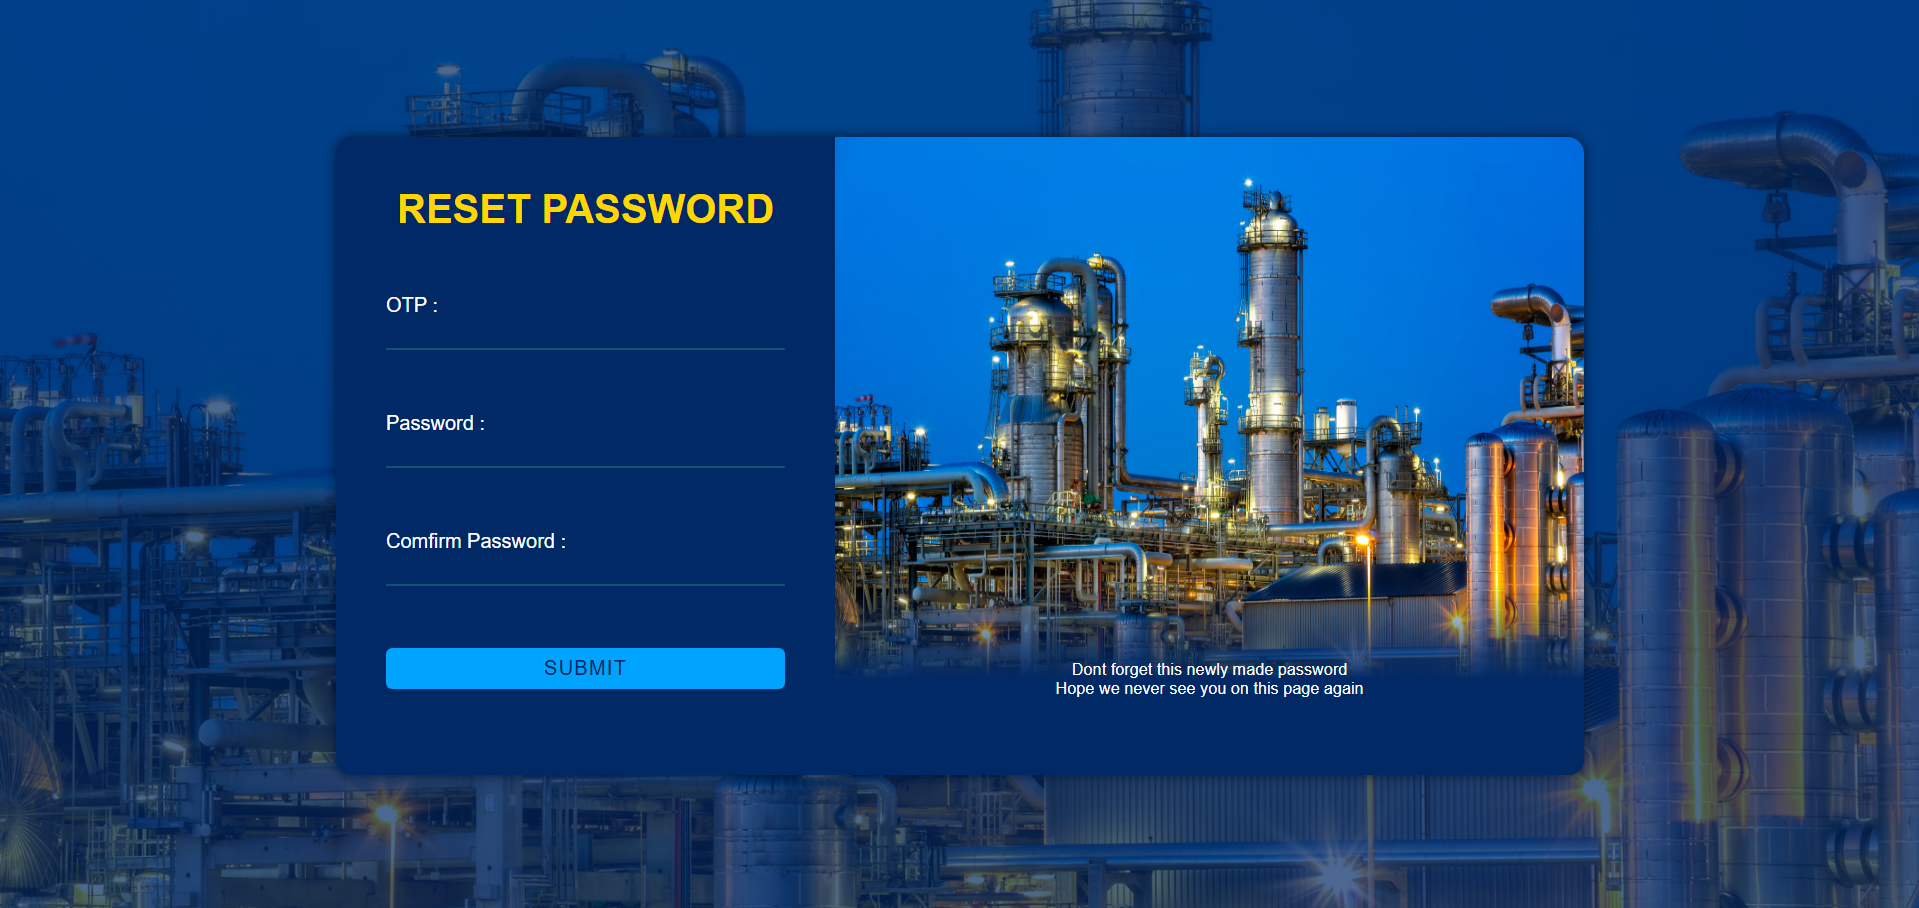 RESET PASSWORD
OTP :
Password :
Comfirm Password :
SUBMIT
Dont forget this newly made password
Hope we never see you on this page again